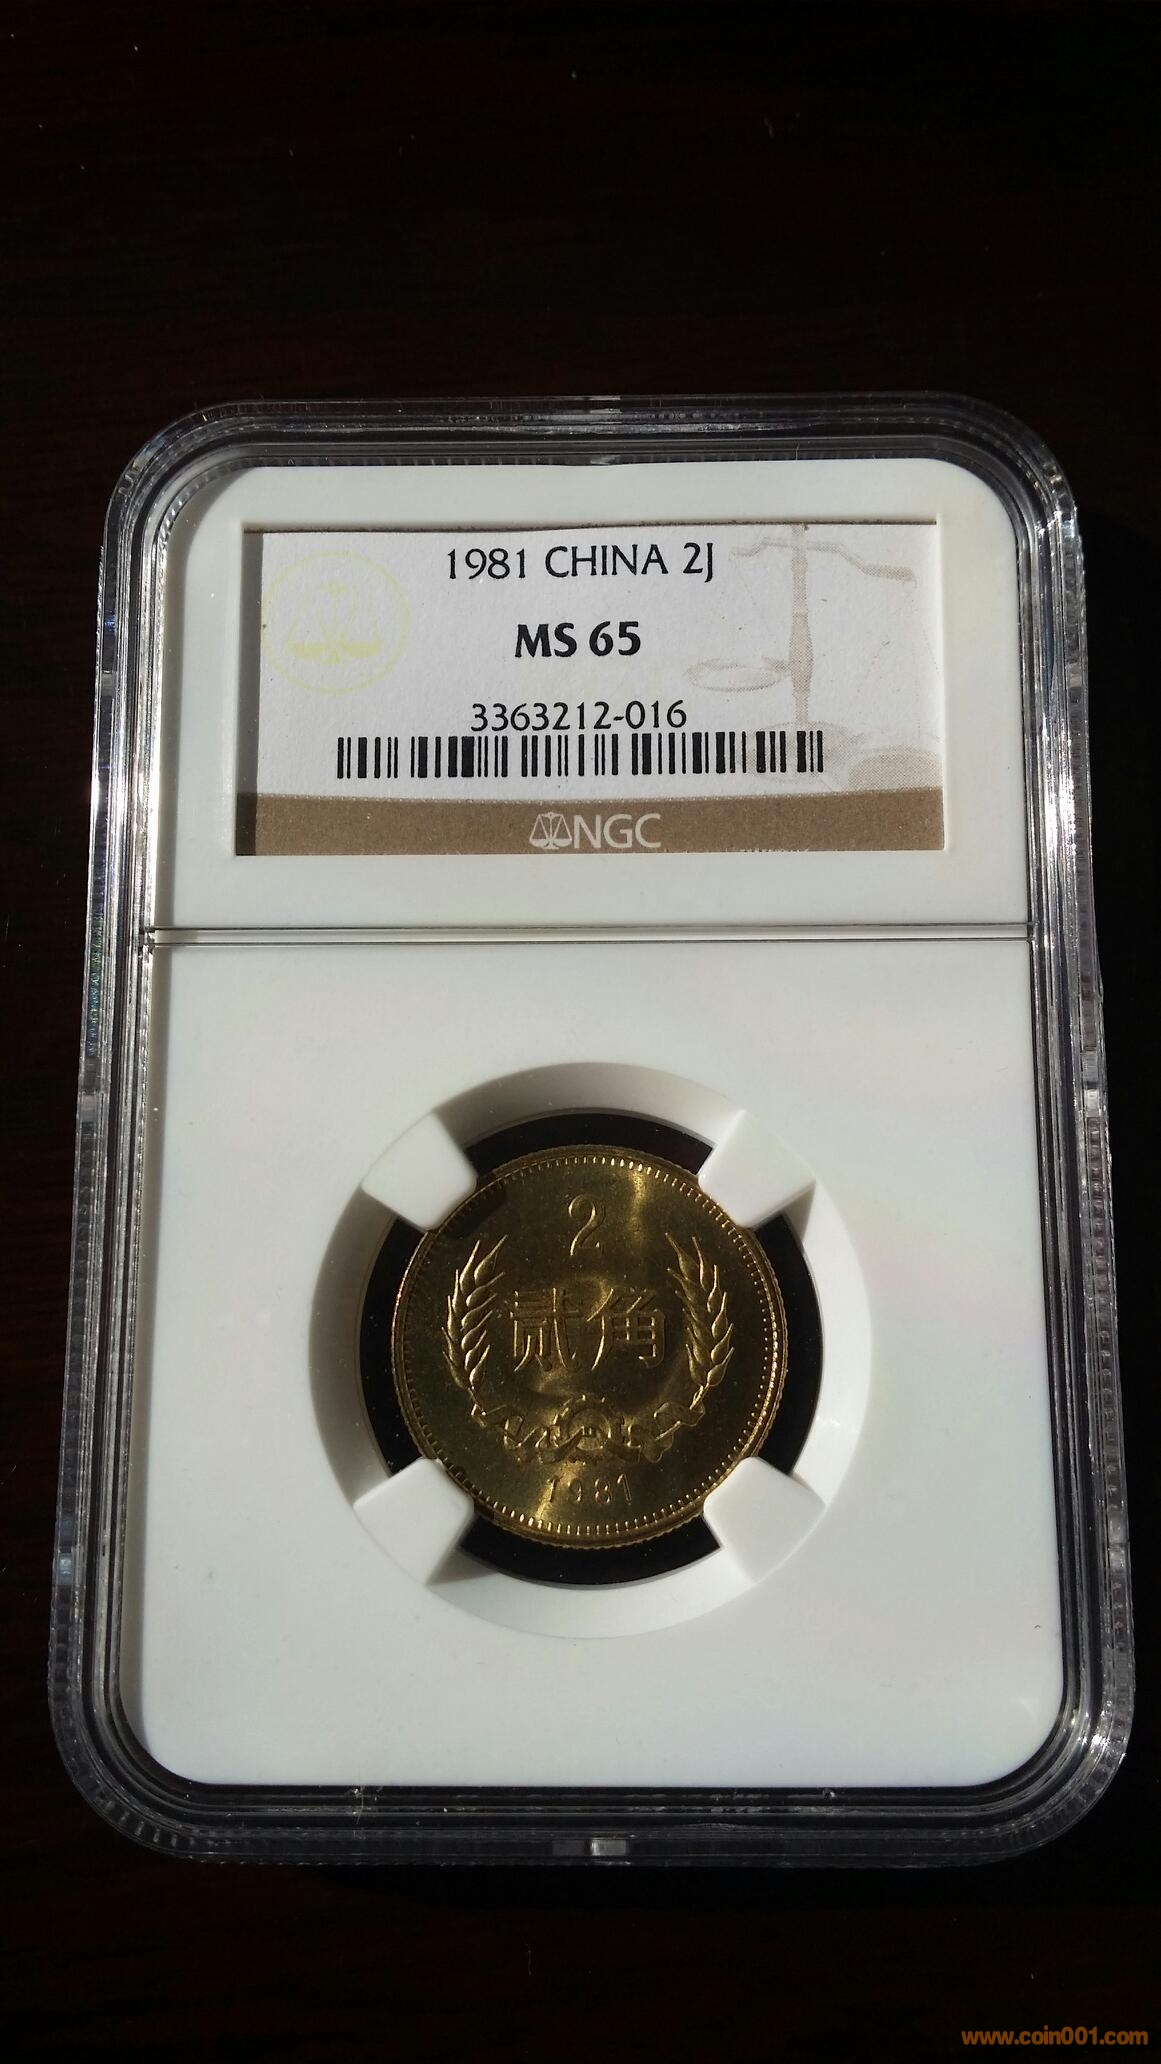 1981 CHINA 2J
MS 65
3363212-016
NGC
2
贰角
1981
www.coin001.com